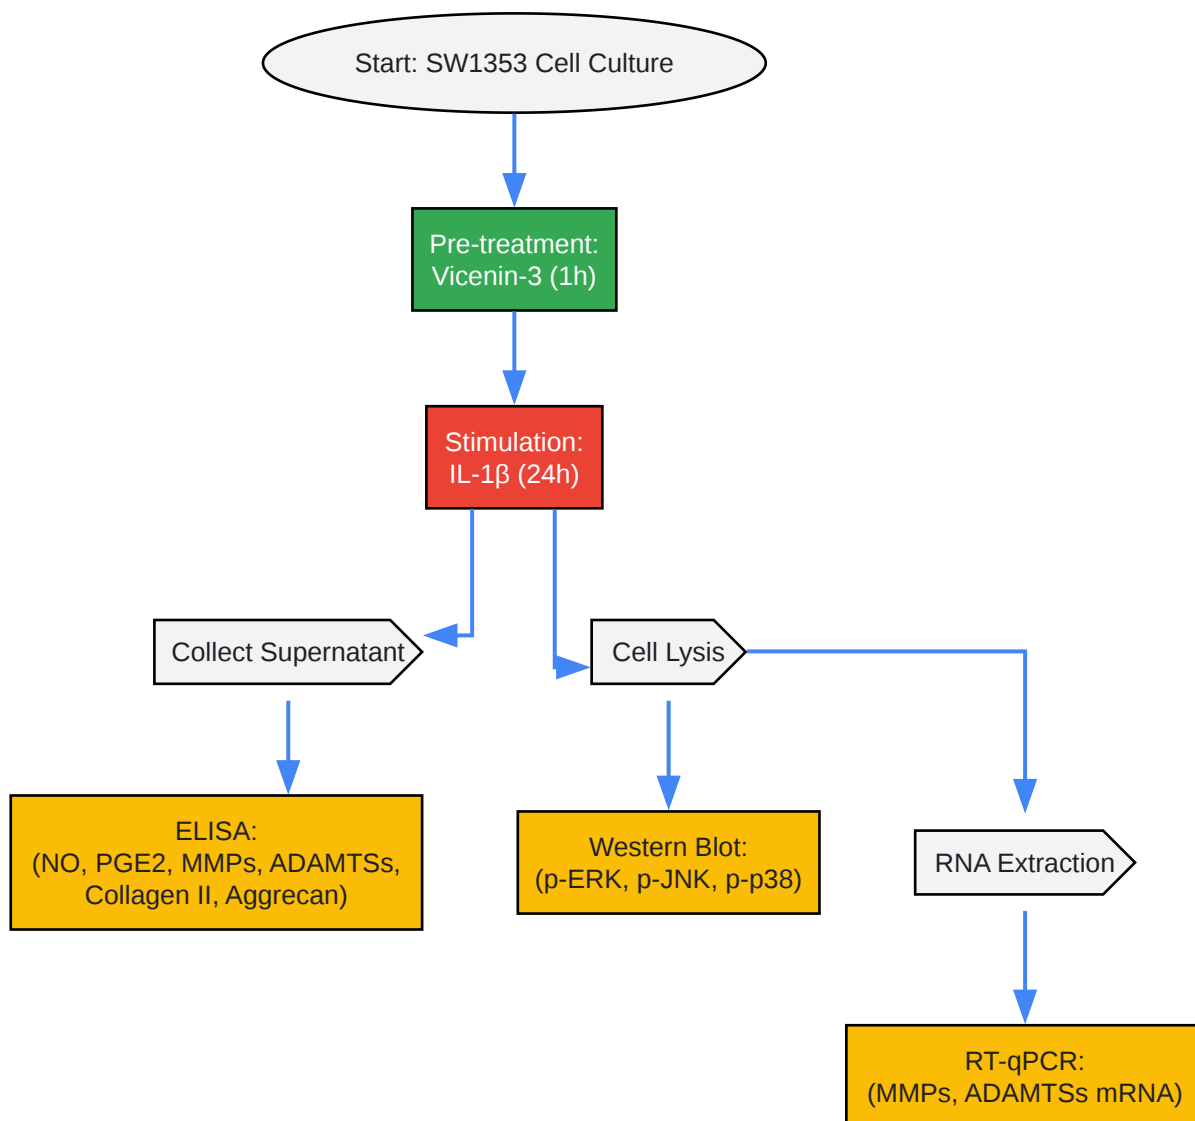 Start: SW1353 Cell Culture
Pre-treatment:
Vicenin-3 (1h)
Stimulation:
IL-1β (24h)
Collect Supernatant
Cell Lysis
ELISA:
(NO, PGE2, MMPs, ADAMTSs,
Collagen II, Aggrecan)
Western Blot:
(p-ERK, p-JNK, p-p38)
RNA Extraction
RT-qPCR:
(MMPs, ADAMTSs mRNA)